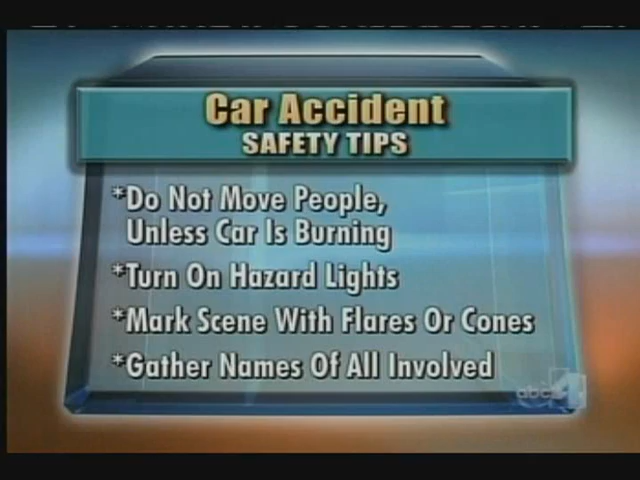 Car Accident
SAFETY TIPS
*Do Not Move People,
Unless Car Is Burning
*Turn On Hazard Lights
*Mark Scene With Flares Or Cones
*Gather Names Of All Involved
abc 4